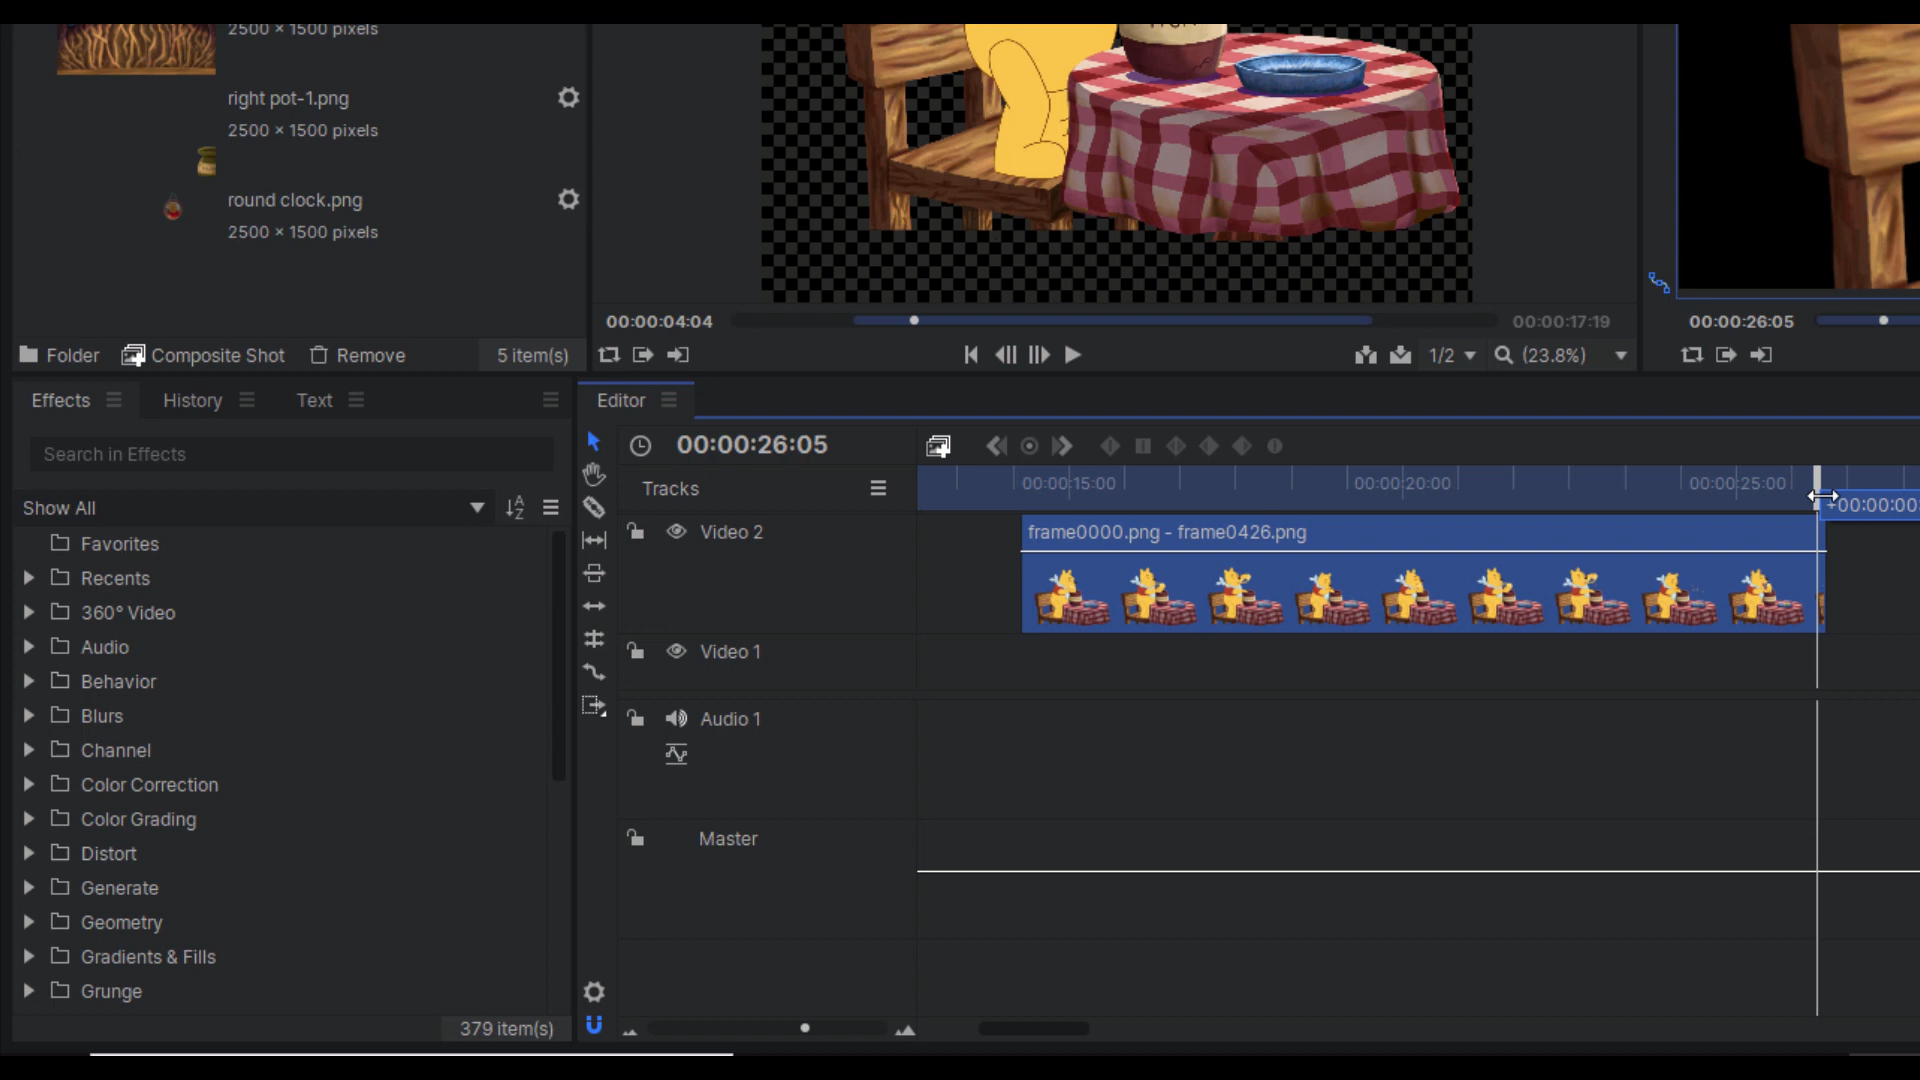 2500 × 1500 pixels
right pot-1.png
2500 × 1500 pixels
round clock.png
2500 × 1500 pixels
Folder
Composite Shot
Remove
5 item(s)
00:00:04:04
00:00:17:19
1/2
(23.8%)
00:00:26:05
Effects
History
Text
Search in Effects
Show All
Favorites
Recents
360° Video
Audio
Behavior
Blurs
Channel
Color Correction
Color Grading
Distort
Generate
Geometry
Gradients & Fills
Grunge
379 item(s)
Editor
00:00:26:05
Tracks
00:00:15:00
00:00:20:00
00:00:25:00
+00:00:00:
Video 2
frame0000.png - frame0426.png
Video 1
Audio 1
Master